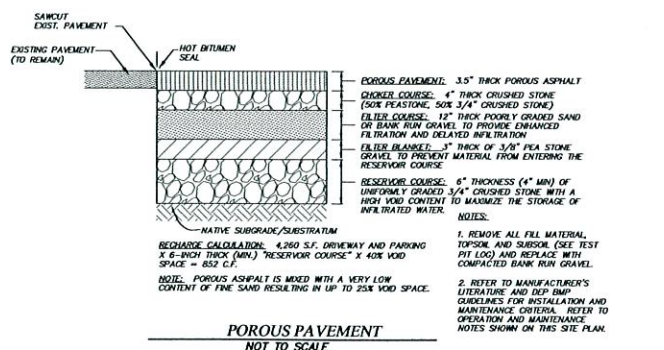 SAWCUT
EXIST. PAVEMENT
EXISTING PAVEMENT
(TO REMAIN)
HOT BITUMEN
SEAL
POROUS PAVEMENT: 3.5" THICK POROUS ASPHALT
CHOKER COURSE: 4" THICK CRUSHED STONE
(50% PEASTONE, 50% 3/4" CRUSHED STONE)
FILTER COURSE: 12" THICK POORLY GRADED SAND
OR BANK RUN GRAVEL TO PROVIDE ENHANCED
FILTRATION AND DELAYED INFILTRATION
FILTER BLANKET: 3" THICK OF 3/8" PEA STONE
GRAVEL TO PREVENT MATERIAL FROM ENTERING THE
RESERVOIR COURSE
RESERVOIR COURSE: 6" THICKNESS (4" MIN) OF
UNIFORMLY GRADED 3/4" CRUSHED STONE WITH A
HIGH VOID CONTENT TO MAXIMIZE THE STORAGE OF
INFILTRATED WATER.
NATIVE SUBGRADE/SUBSTRATUM
RECHARGE CALCULATION: 4,260 S.F. DRIVEWAY AND PARKING
X 6-INCH THICK (MIN.) "RESERVOIR COURSE" X 40% VOID
SPACE = 852 C.F.
NOTE: POROUS ASHPALT IS MIXED WITH A VERY LOW
CONTENT OF FINE SAND RESULTING IN UP TO 25% VOID SPACE.
NOTES:
1. REMOVE ALL FILL MATERIAL,
TOPSOIL AND SUBSOIL (SEE TEST
PIT LOG) AND REPLACE WITH
COMPACTED BANK RUN GRAVEL.
2. REFER TO MANUFACTURER'S
LITERATURE AND DEP BMP
GUIDELINES FOR INSTALLATION AND
MAINTENANCE CRITERIA. REFER TO
OPERATION AND MAINTENANCE
NOTES SHOWN ON THIS SITE PLAN.
POROUS PAVEMENT
NOT TO SCALE